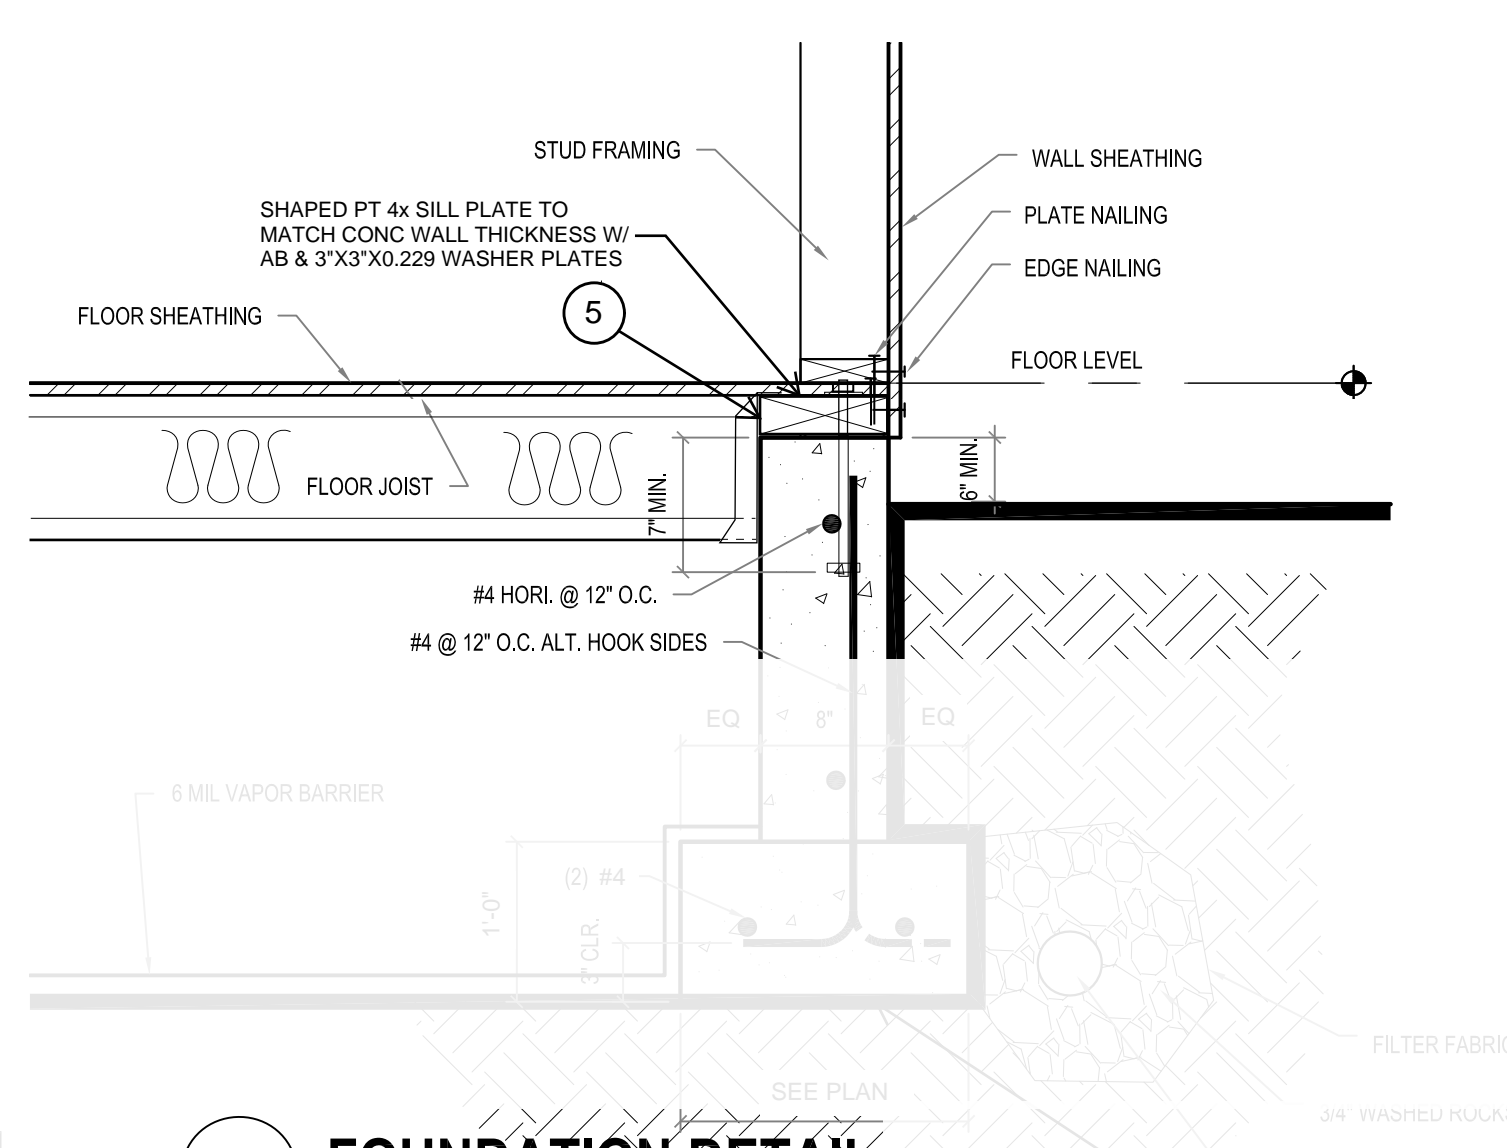 STUD FRAMING
WALL SHEATHING
SHAPED PT 4x SILL PLATE TO
MATCH CONC WALL THICKNESS W/
AB & 3"X3"X0.229 WASHER PLATES
PLATE NAILING
EDGE NAILING
5
FLOOR SHEATHING
FLOOR LEVEL
FLOOR JOIST
7" MIN.
6" MIN.
#4 HORI. @ 12" O.C.
#4 @ 12" O.C. ALT. HOOK SIDES
EQ
8"
EQ
6 MIL VAPOR BARRIER
(2) #4
1'-0"
3" CLR.
FILTER FABRIC
SEE PLAN
3/4" WASHED ROCKS
FOUNDATION DETAIL